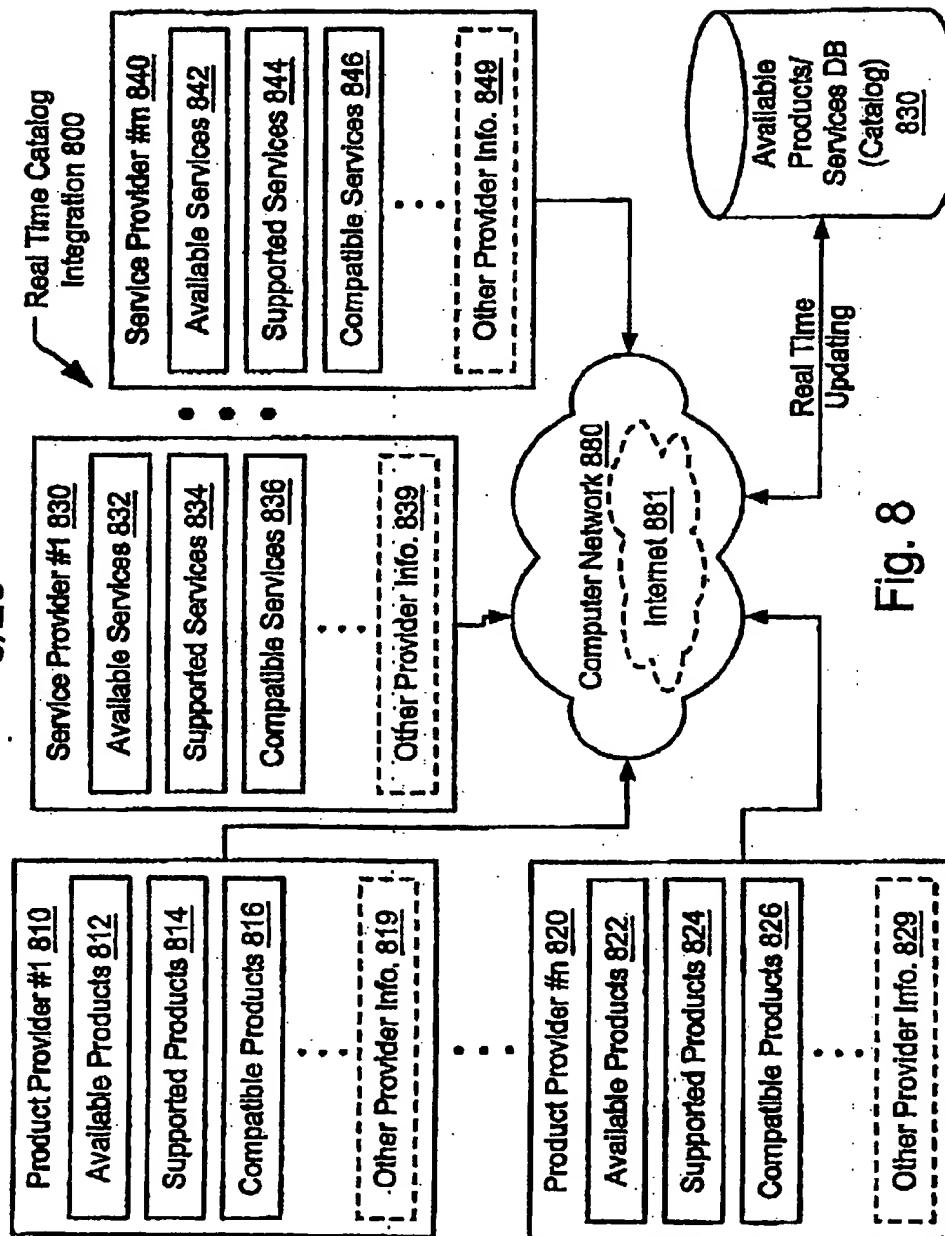 Real Time Catalog
Integration 800
Product Provider #1 810
Available Products 812
Supported Products 814
Compatible Products 816
Other Provider Info. 819
Service Provider #1 830
Available Services 832
Supported Services 834
Compatible Services 836
Other Provider Info. 839
Service Provider #m 840
Available Services 842
Supported Services 844
Compatible Services 846
Other Provider Info. 849
Product Provider #n 820
Available Products 822
Supported Products 824
Compatible Products 826
Other Provider Info. 829
Computer Network 880
Internet 881
Real Time
Updating
Available
Products/
Services DB
(Catalog)
830
Fig. 8